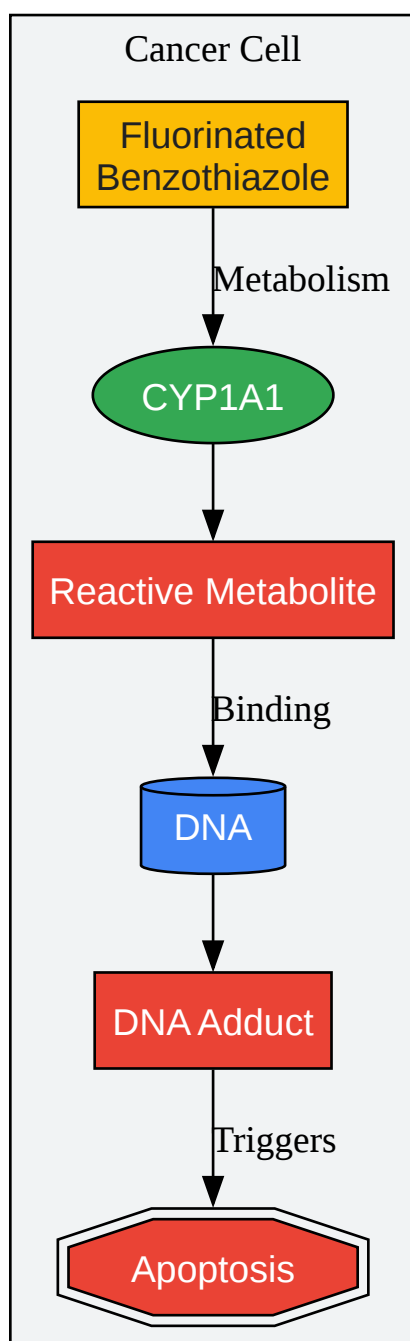 Cancer Cell
Fluorinated
Benzothiazole
Metabolism
CYP1A1
Reactive Metabolite
Binding
DNA
DNA Adduct
Triggers
Apoptosis